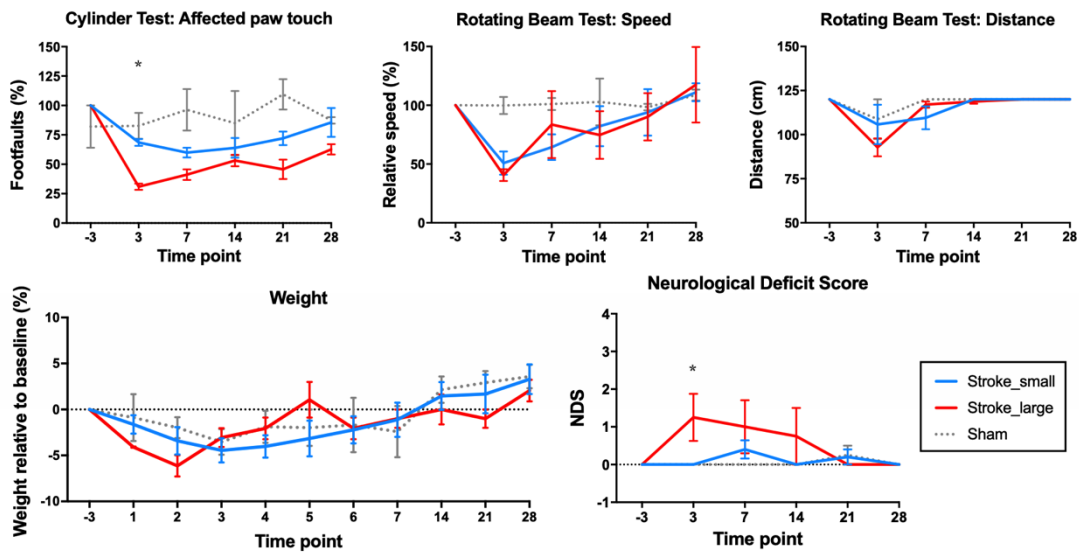 Cylinder Test: Affected paw touch
Footfaults (%)
150
125
100
75
50
25
0
*
-3 3 7 14 21 28
Time point
Rotating Beam Test: Speed
Relative speed (%)
150
100
50
0
-3 3 7 14 21 28
Time point
Rotating Beam Test: Distance
Distance (cm)
150
125
100
75
50
-3 3 7 14 21 28
Time point
Weight
Weight relative to baseline (%)
10
5
0
-5
-10
-3 1 2 3 4 5 6 7 14 21 28
Time point
Neurological Deficit Score
NDS
4
3
2
1
0
-1
*
-3 3 7 14 21 28
Time point
Stroke_small
Stroke_large
Sham